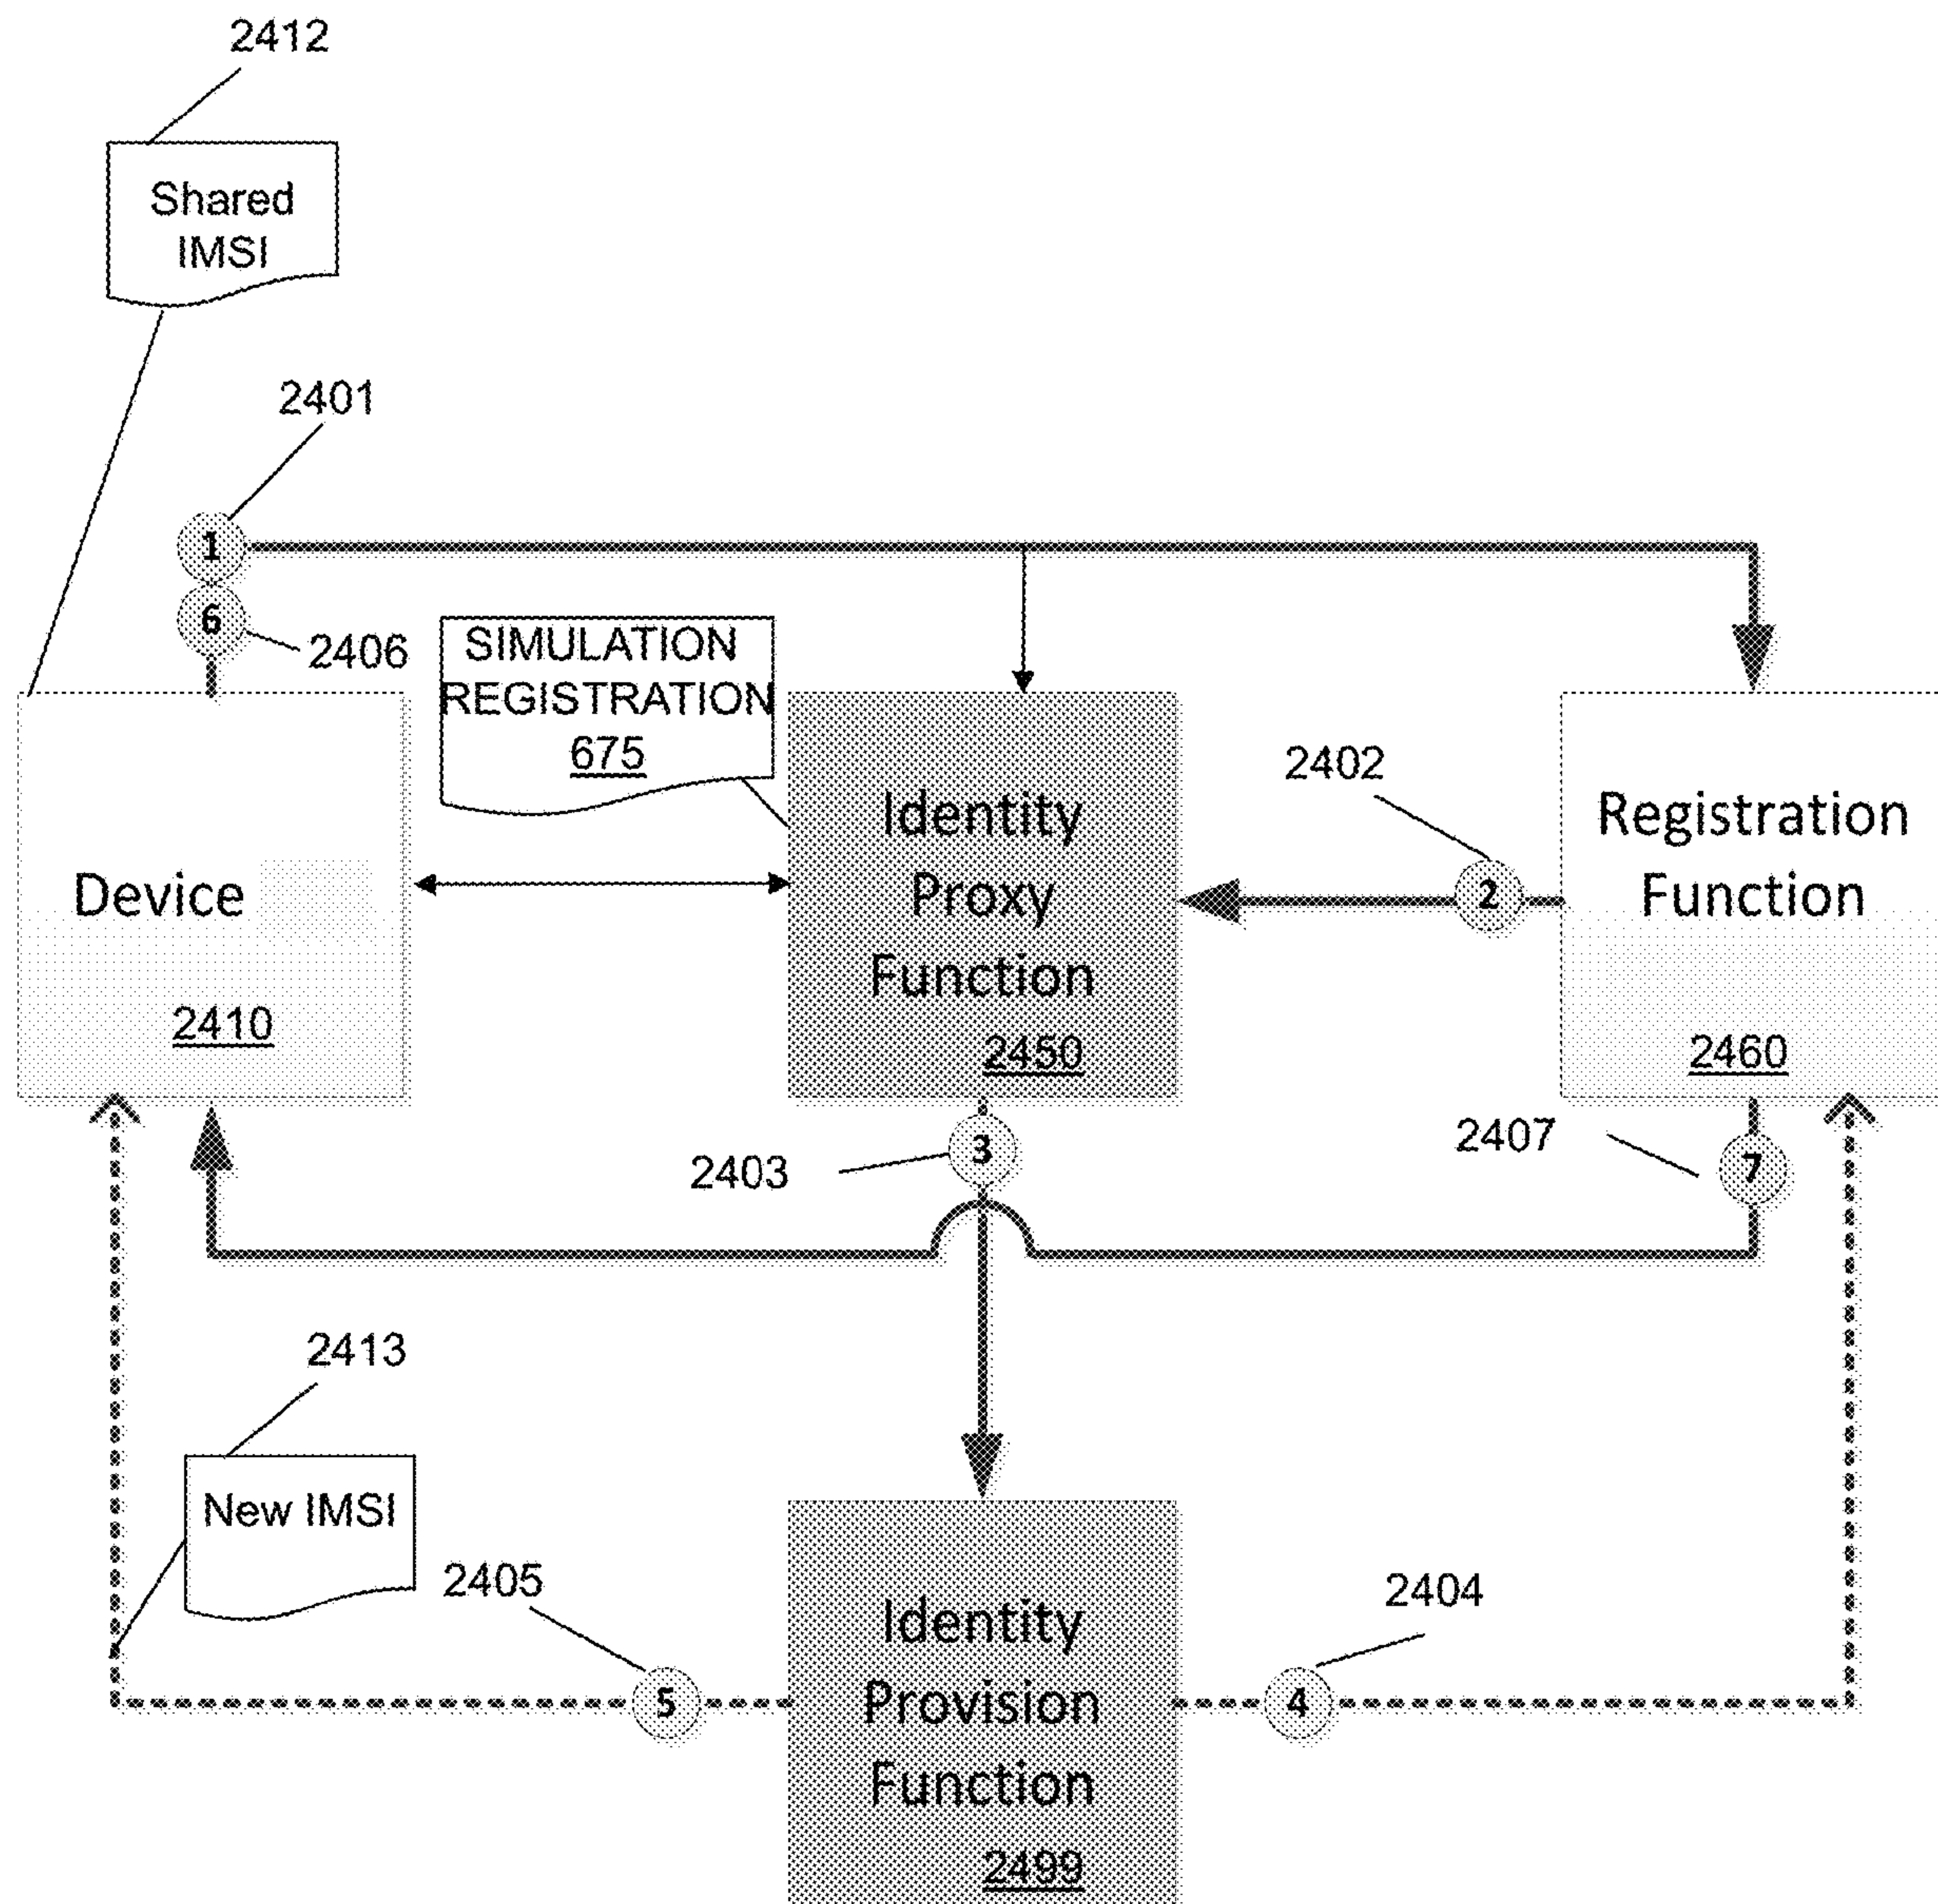 2412
Shared
IMSI
2401
1
6
2406
SIMULATION
REGISTRATION
675
2402
Identity
Proxy
Function
2450
Registration
Function
2460
2
Device
2410
2403
3
2407
7
2413
New IMSI
2405
5
2404
4
Identity
Provision
Function
2499